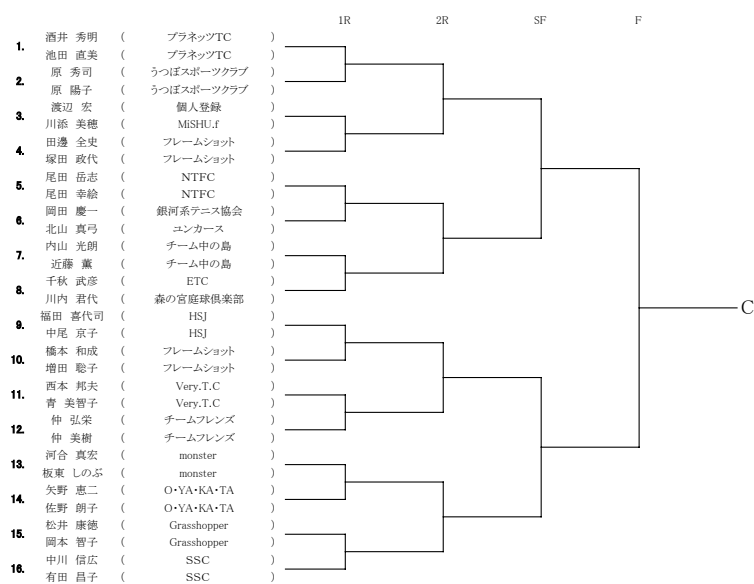 1R 2R SF F
酒井 秀明 ( プラネッツTC )
1.
池田 直美 ( プラネッツTC )
原 秀司 ( うつぼスポーツクラブ )
2.
原 陽子 ( うつぼスポーツクラブ )
渡辺 宏 ( 個人登録 )
3.
川添 美穂 ( MiSHU.f )
田邊 全史 ( フレームショット )
4.
塚田 政代 ( フレームショット )
尾田 岳志 ( NTFC )
5.
尾田 幸絵 ( NTFC )
岡田 慶一 ( 銀河系テニス協会 )
6.
北山 真弓 ( ユンカース )
内山 光朗 ( チーム中の島 )
7.
近藤 薫 ( チーム中の島 )
千秋 武彦 ( ETC )
8.
川内 君代 ( 森の宮庭球倶楽部 )
福田 喜代司 ( HSJ )
9.
中尾 京子 ( HSJ )
C
橋本 和成 ( フレームショット )
10.
増田 聡子 ( フレームショット )
西本 邦夫 ( Very.T.C )
11.
青 美智子 ( Very.T.C )
仲 弘栄 ( チームフレンズ )
12.
仲 美樹 ( チームフレンズ )
河合 真宏 ( monster )
13.
板東 しのぶ ( monster )
矢野 恵二 ( O・YA・KA・TA )
14.
佐野 朗子 ( O・YA・KA・TA )
松井 康徳 ( Grasshopper )
15.
岡本 智子 ( Grasshopper )
中川 信広 ( SSC )
16.
有田 昌子 ( SSC )